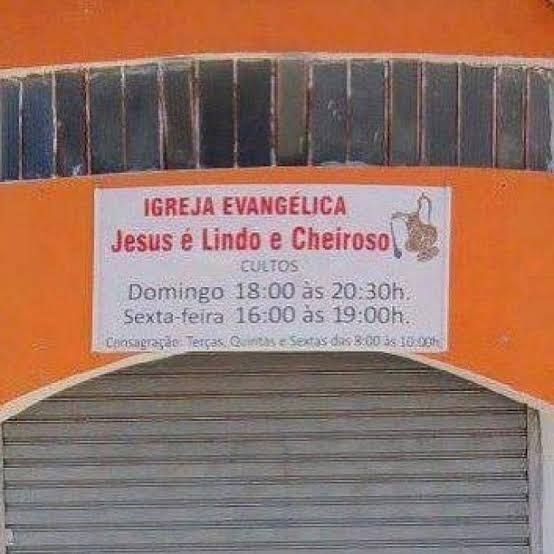 IGREJA EVANGÉLICA
Jesus é Lindo e Cheiroso
CULTOS
Domingo 18:00 às 20:30h.
Sexta-feira 16:00 às 19:00h.
Consagração: Terças, Quintas e Sextas das 8:00 às 10:00h